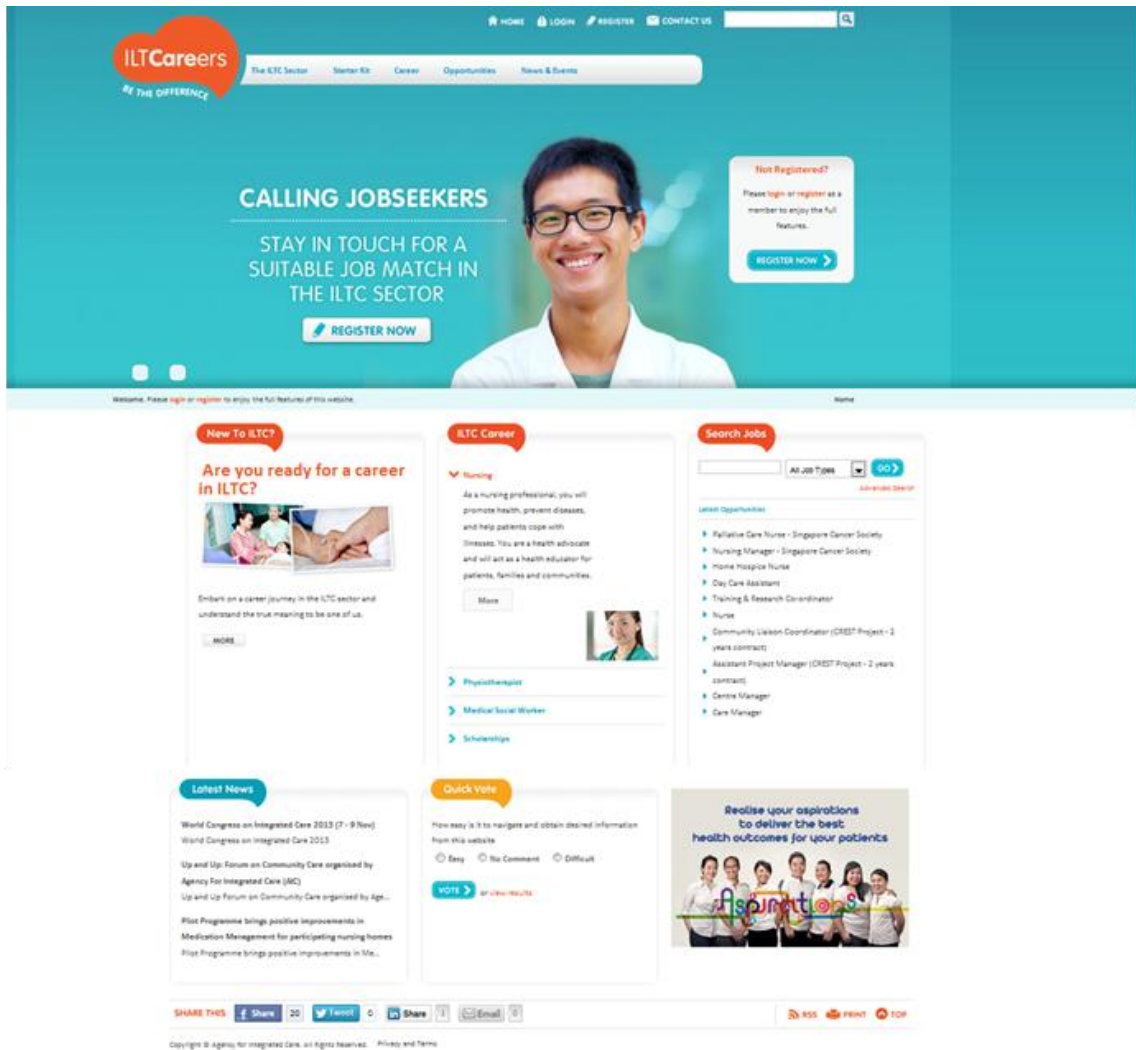 HOME LOGIN REGISTER CONTACT US
ILTCareers
BE THE DIFFERENCE
The ILTC Sector Starter Kit Career Opportunities News & Events
CALLING JOBSEEKERS
STAY IN TOUCH FOR A
SUITABLE JOB MATCH IN
THE ILTC SECTOR
REGISTER NOW
Not Registered?
Please login or register as a
member to enjoy the full
features.
REGISTER NOW
Welcome. Please login or register to enjoy the full features of this website.
Home
New To ILTC?
Are you ready for a career
in ILTC?
Embark on a career journey in the ILTC sector and
understand the true meaning to be one of us.
MORE
ILTC Career
Nursing
As a nursing professional, you will
promote health, prevent diseases,
and help patients cope with
illnesses. You are a health advocate
and will act as a health educator for
patients, families and communities.
More
Physiotherapist
Medical Social Worker
Scholarships
Search Jobs
All Job Types GO
Advanced Search
Latest Opportunities
Palliative Care Nurse - Singapore Cancer Society
Nursing Manager - Singapore Cancer Society
Home Hospice Nurse
Day Care Assistant
Training & Research Co-ordinator
Nurse
Community Liaison Coordinator (CREST Project - 2
years contract)
Assistant Project Manager (CREST Project - 2 years
contract)
Centre Manager
Care Manager
Latest News
World Congress on Integrated Care 2013 (7 - 9 Nov)
World Congress on Integrated Care 2013
Up and Up: Forum on Community Care organised by
Agency For Integrated Care (AIC)
Up and Up Forum on Community Care organised by Age...
Pilot Programme brings positive improvements in
Medication Management for participating nursing homes
Pilot Programme brings positive improvements in Me...
Quick Vote
How easy is it to navigate and obtain desired information
from this website
Easy No Comment Difficult
VOTE or view results
Realise your aspirations
to deliver the best
health outcomes for your patients
Aspirations
SHARE THIS f Share 20 Tweet 0 in Share 1 Email 0
RSS PRINT TOP
Copyright © Agency for Integrated Care. All Rights Reserved. Privacy and Terms